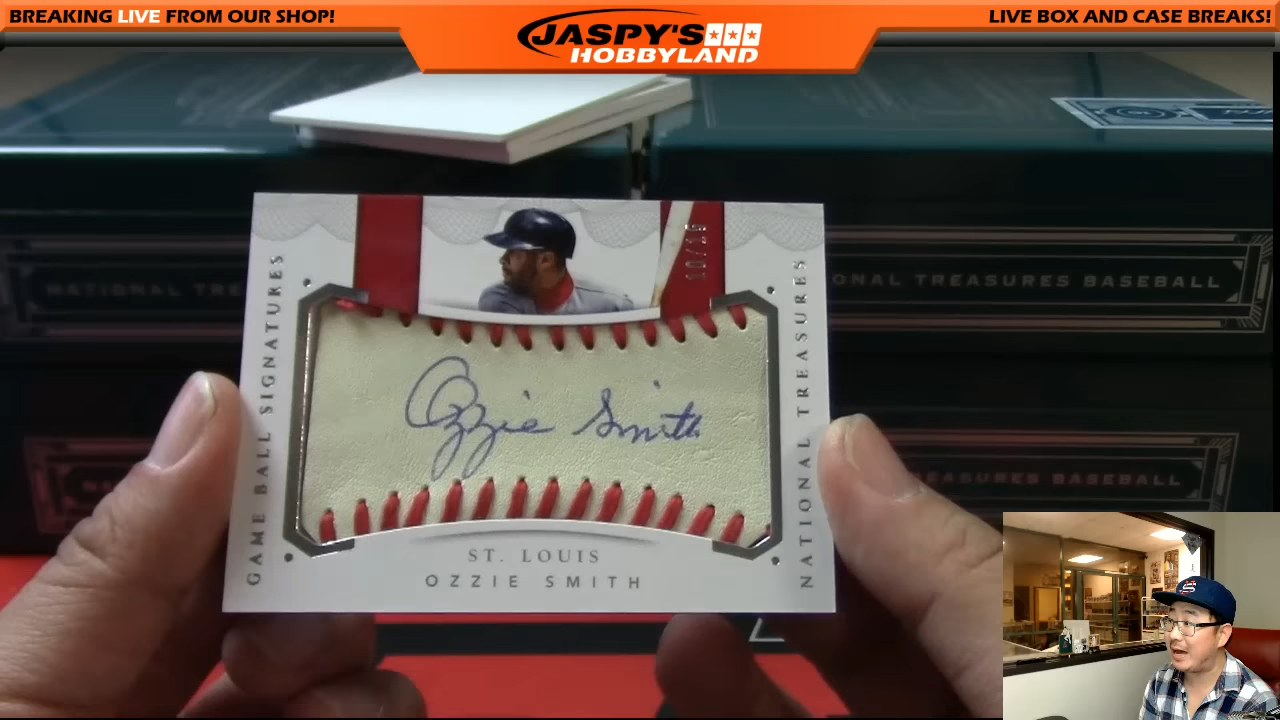 BREAKING LIVE FROM OUR SHOP!
JASPY'S
HOBBYLAND
LIVE BOX AND CASE BREAKS!
NATIONAL TREASURES BASEBALL
GAME BALL SIGNATURES
Ozzie Smith
NATIONAL TREASURES
ST. LOUIS
OZZIE SMITH
TREASURES BASEBALL